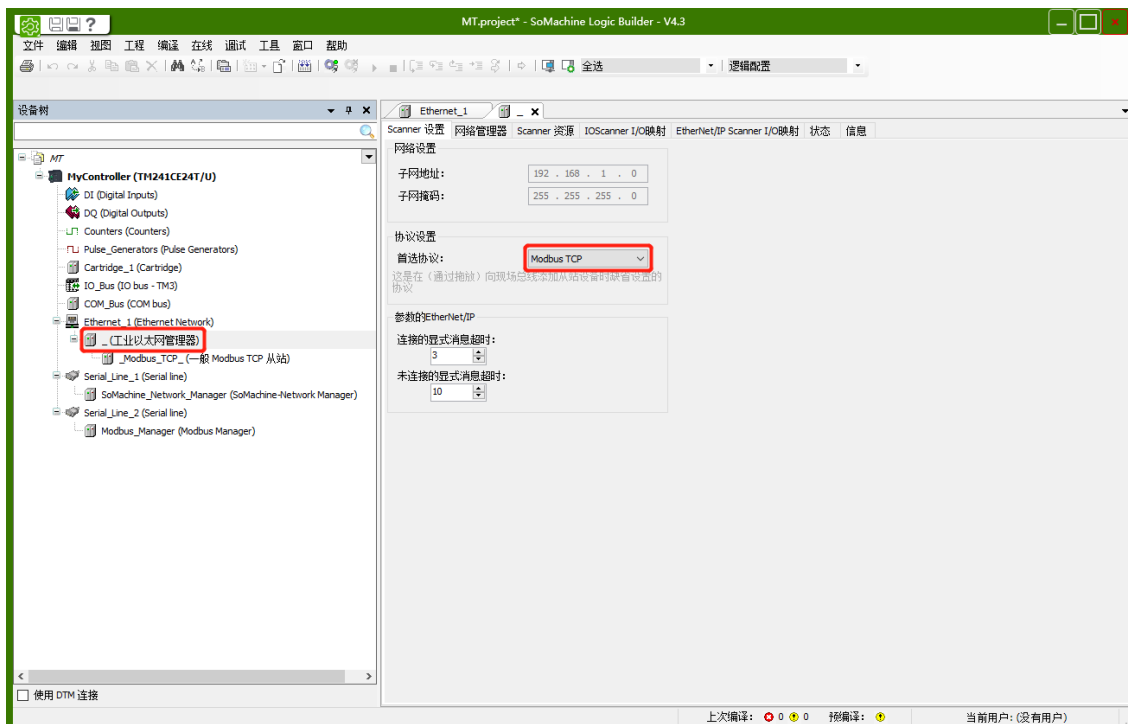 MT.project* - SoMachine Logic Builder - V4.3
文件 编辑 视图 工程 编译 在线 调试 工具 窗口 帮助
全选 逻辑配置
设备树
Ethernet_1 _
Scanner 设置 网络管理器 Scanner 资源 IOScanner I/O映射 EtherNet/IP Scanner I/O映射 状态 信息
MT
MyController (TM241CE24T/U)
DI (Digital Inputs)
DQ (Digital Outputs)
Counters (Counters)
Pulse_Generators (Pulse Generators)
Cartridge_1 (Cartridge)
IO_Bus (IO bus - TM3)
COM_Bus (COM bus)
Ethernet_1 (Ethernet Network)
_ (工业以太网管理器)
_Modbus_TCP_ (一般 Modbus TCP 从站)
Serial_Line_1 (Serial line)
SoMachine_Network_Manager (SoMachine-Network Manager)
Serial_Line_2 (Serial line)
Modbus_Manager (Modbus Manager)
使用 DTM 连接
网络设置
子网地址: 192 . 168 . 1 . 0
子网掩码: 255 . 255 . 255 . 0
协议设置
首选协议: Modbus TCP
这是在（通过拖放）向现场总线添加从站设备时缺省设置的
协议
参数的EtherNet/IP
连接的显式消息超时:
3
未连接的显式消息超时:
10
上次编译: 0 0 预编译: 当前用户: (没有用户)